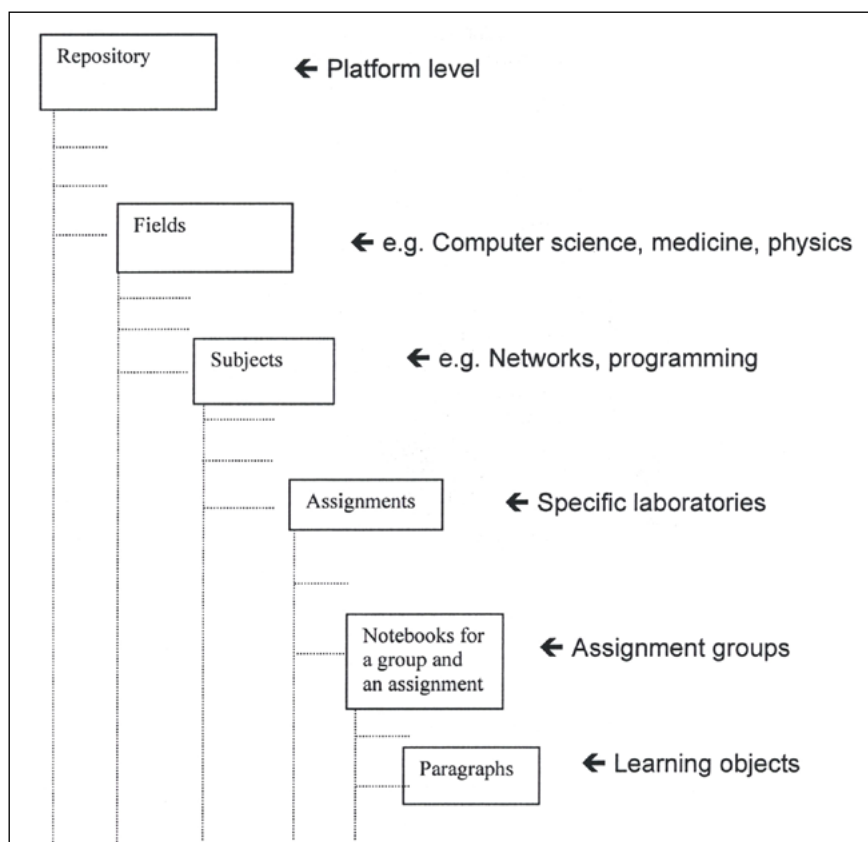 Repository
← Platform level
Fields
← e.g. Computer science, medicine, physics
Subjects
← e.g. Networks, programming
Assignments
← Specific laboratories
Notebooks for
a group and
an assignment
← Assignment groups
Paragraphs
← Learning objects